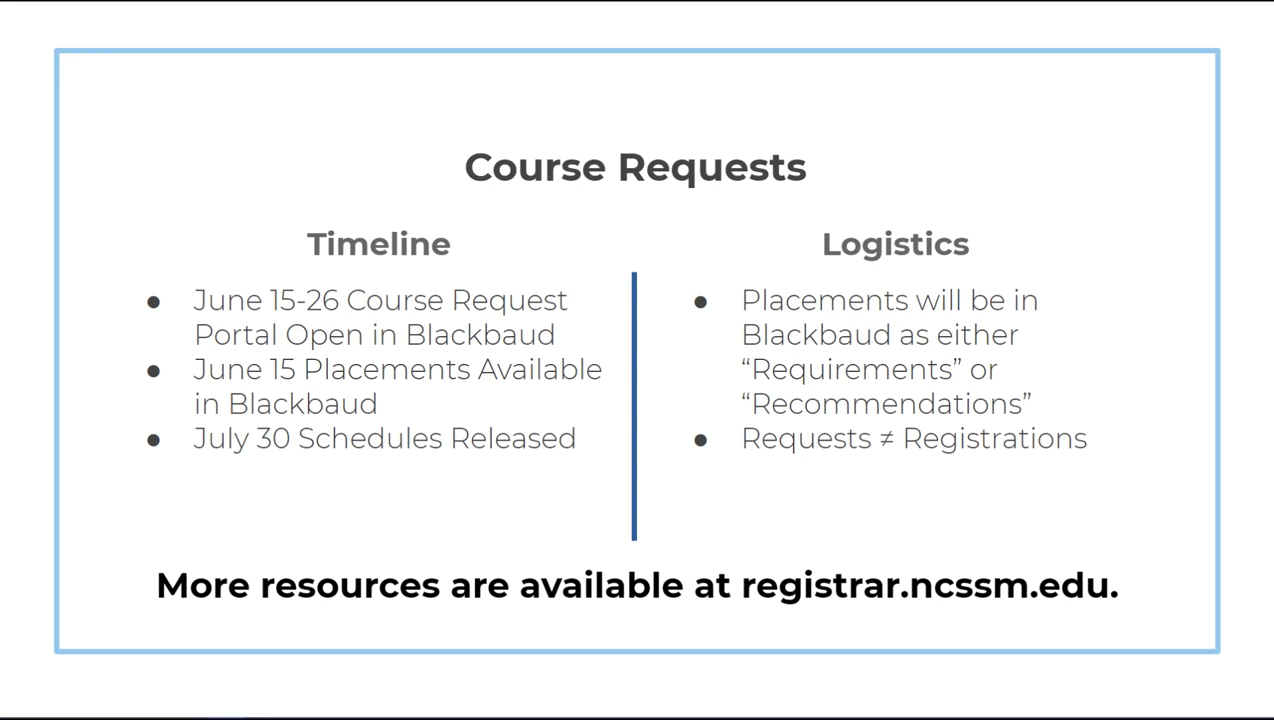 Course Requests
Timeline
● June 15-26 Course Request
Portal Open in Blackbaud
● June 15 Placements Available
in Blackbaud
● July 30 Schedules Released
Logistics
● Placements will be in
Blackbaud as either
“Requirements” or
“Recommendations”
● Requests ≠ Registrations
More resources are available at registrar.ncssm.edu.